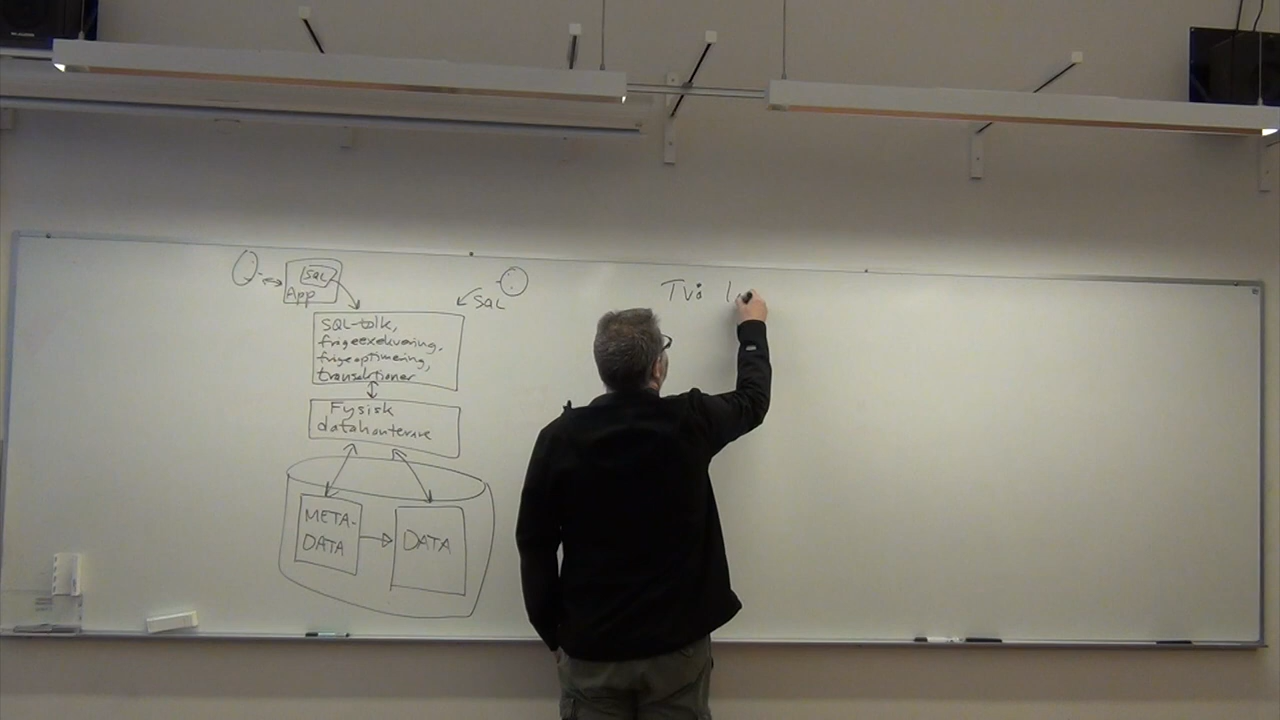 SQL
App
SQL
SQL-tolk,
frågeexekvering,
frågeoptimering,
transaktioner
Fysisk
datahanterare
META-
DATA
DATA
Två